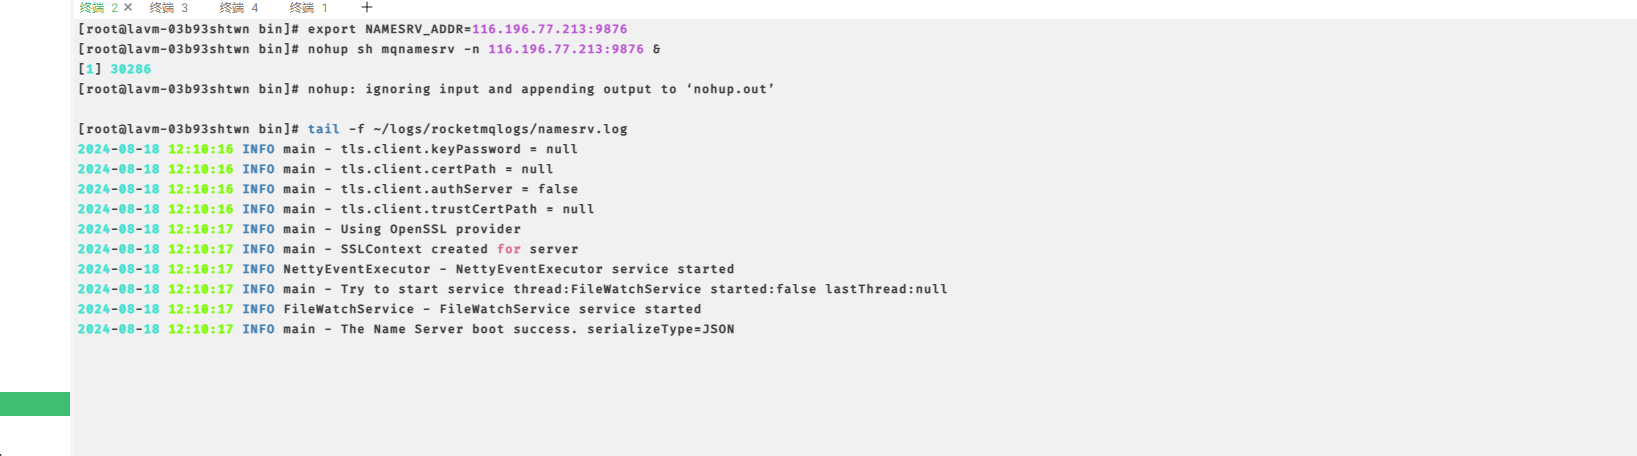 终端 2 × 终端 3 终端 4 终端 1 +
[root@lavm-03b93shtwn bin]# export NAMESRV_ADDR=116.196.77.213:9876
[root@lavm-03b93shtwn bin]# nohup sh mqnamesrv -n 116.196.77.213:9876 &
[1] 30286
[root@lavm-03b93shtwn bin]# nohup: ignoring input and appending output to ‘nohup.out’
[root@lavm-03b93shtwn bin]# tail -f ~/logs/rocketmqlogs/namesrv.log
2024-08-18 12:10:16 INFO main - tls.client.keyPassword = null
2024-08-18 12:10:16 INFO main - tls.client.certPath = null
2024-08-18 12:10:16 INFO main - tls.client.authServer = false
2024-08-18 12:10:16 INFO main - tls.client.trustCertPath = null
2024-08-18 12:10:17 INFO main - Using OpenSSL provider
2024-08-18 12:10:17 INFO main - SSLContext created for server
2024-08-18 12:10:17 INFO NettyEventExecutor - NettyEventExecutor service started
2024-08-18 12:10:17 INFO main - Try to start service thread:FileWatchService started:false lastThread:null
2024-08-18 12:10:17 INFO FileWatchService - FileWatchService service started
2024-08-18 12:10:17 INFO main - The Name Server boot success. serializeType=JSON